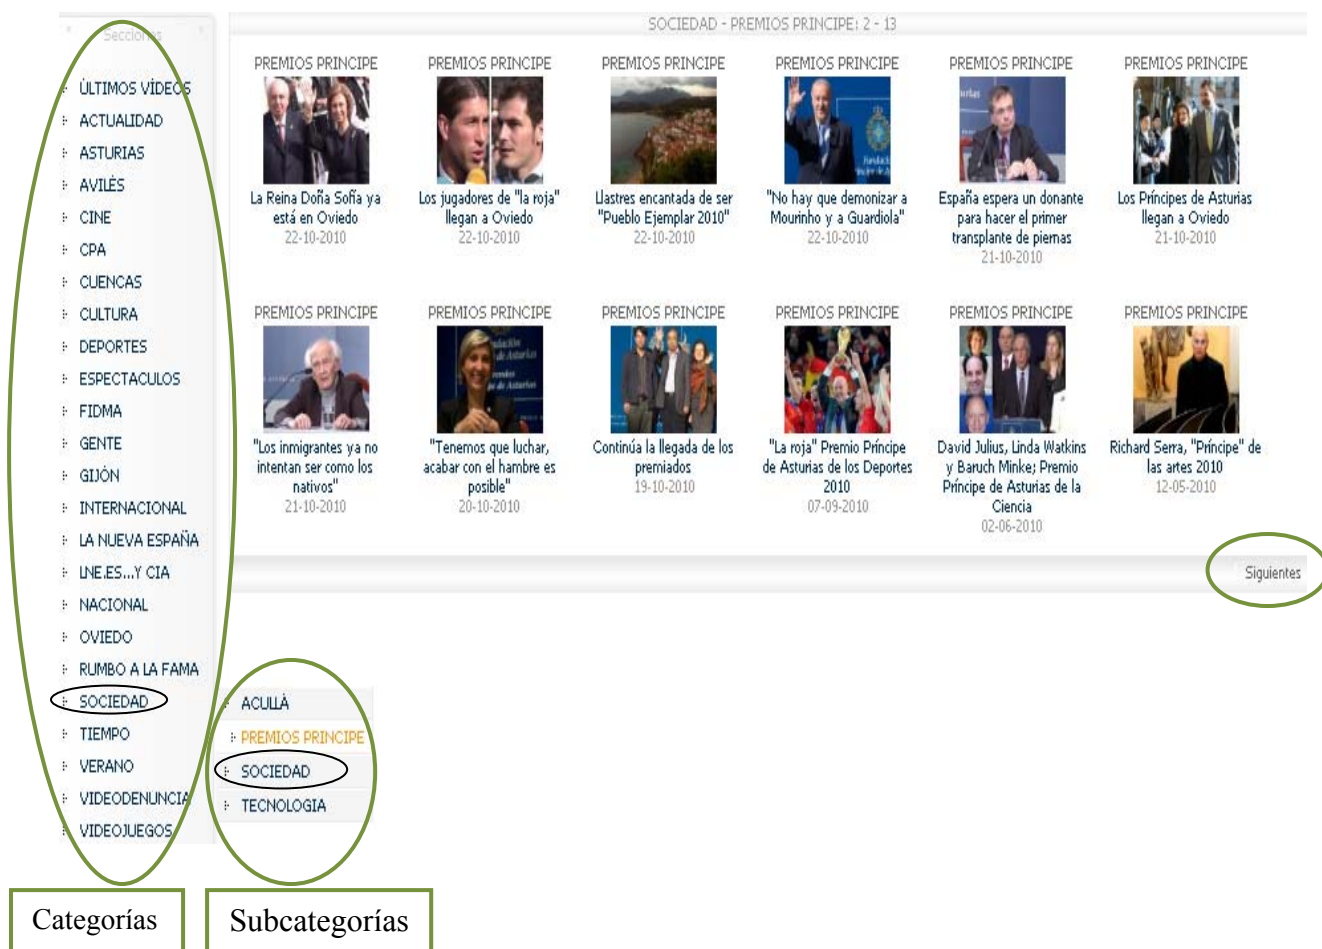 Secciones
ÚLTIMOS VÍDEOS
ACTUALIDAD
ASTURIAS
AVILÉS
CINE
CPA
CUENCAS
CULTURA
DEPORTES
ESPECTACULOS
FIDMA
GENTE
GIJÓN
INTERNACIONAL
LA NUEVA ESPAÑA
LNE.ES...Y CIA
NACIONAL
OVIEDO
RUMBO A LA FAMA
SOCIEDAD
TIEMPO
VERANO
VIDEODENUNCIA
VIDEOJUEGOS
ACULLÀ
PREMIOS PRINCIPE
SOCIEDAD
TECNOLOGIA
Categorías
Subcategorías
SOCIEDAD - PREMIOS PRINCIPE: 2 - 13
PREMIOS PRINCIPE
La Reina Doña Sofía ya
está en Oviedo
22-10-2010
PREMIOS PRINCIPE
Los jugadores de "la roja"
llegan a Oviedo
22-10-2010
PREMIOS PRINCIPE
Llastres encantada de ser
"Pueblo Ejemplar 2010"
22-10-2010
PREMIOS PRINCIPE
"No hay que demonizar a
Mourinho y a Guardiola"
22-10-2010
PREMIOS PRINCIPE
España espera un donante
para hacer el primer
transplante de piernas
21-10-2010
PREMIOS PRINCIPE
Los Príncipes de Asturias
llegan a Oviedo
21-10-2010
PREMIOS PRINCIPE
"Los inmigrantes ya no
intentan ser como los
nativos"
21-10-2010
PREMIOS PRINCIPE
"Tenemos que luchar,
acabar con el hambre es
posible"
20-10-2010
PREMIOS PRINCIPE
Continúa la llegada de los
premiados
19-10-2010
PREMIOS PRINCIPE
"La roja" Premio Príncipe
de Asturias de los Deportes
2010
07-09-2010
PREMIOS PRINCIPE
David Julius, Linda Watkins
y Baruch Minke; Premio
Príncipe de Asturias de la
Ciencia
02-06-2010
PREMIOS PRINCIPE
Richard Serra, "Príncipe" de
las artes 2010
12-05-2010
Siguientes